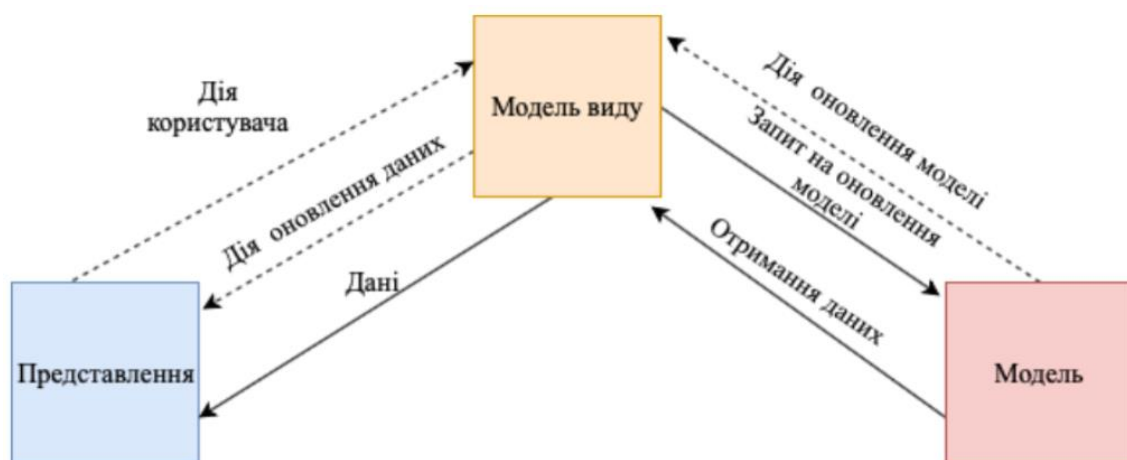 Дія
користувача
Модель виду
Дія оновлення моделі
Запит на оновлення
моделі
Дія оновлення даних
Отримання даних
Дані
Представлення
Модель